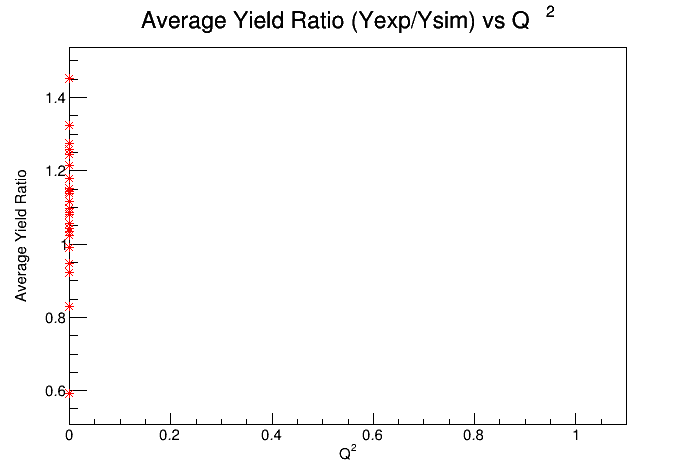 Average Yield Ratio (Yexp/Ysim) vs Q²
Average Yield Ratio
1.4
1.2
1
0.8
0.6
0 0.2 0.4 0.6 0.8 1
Q²